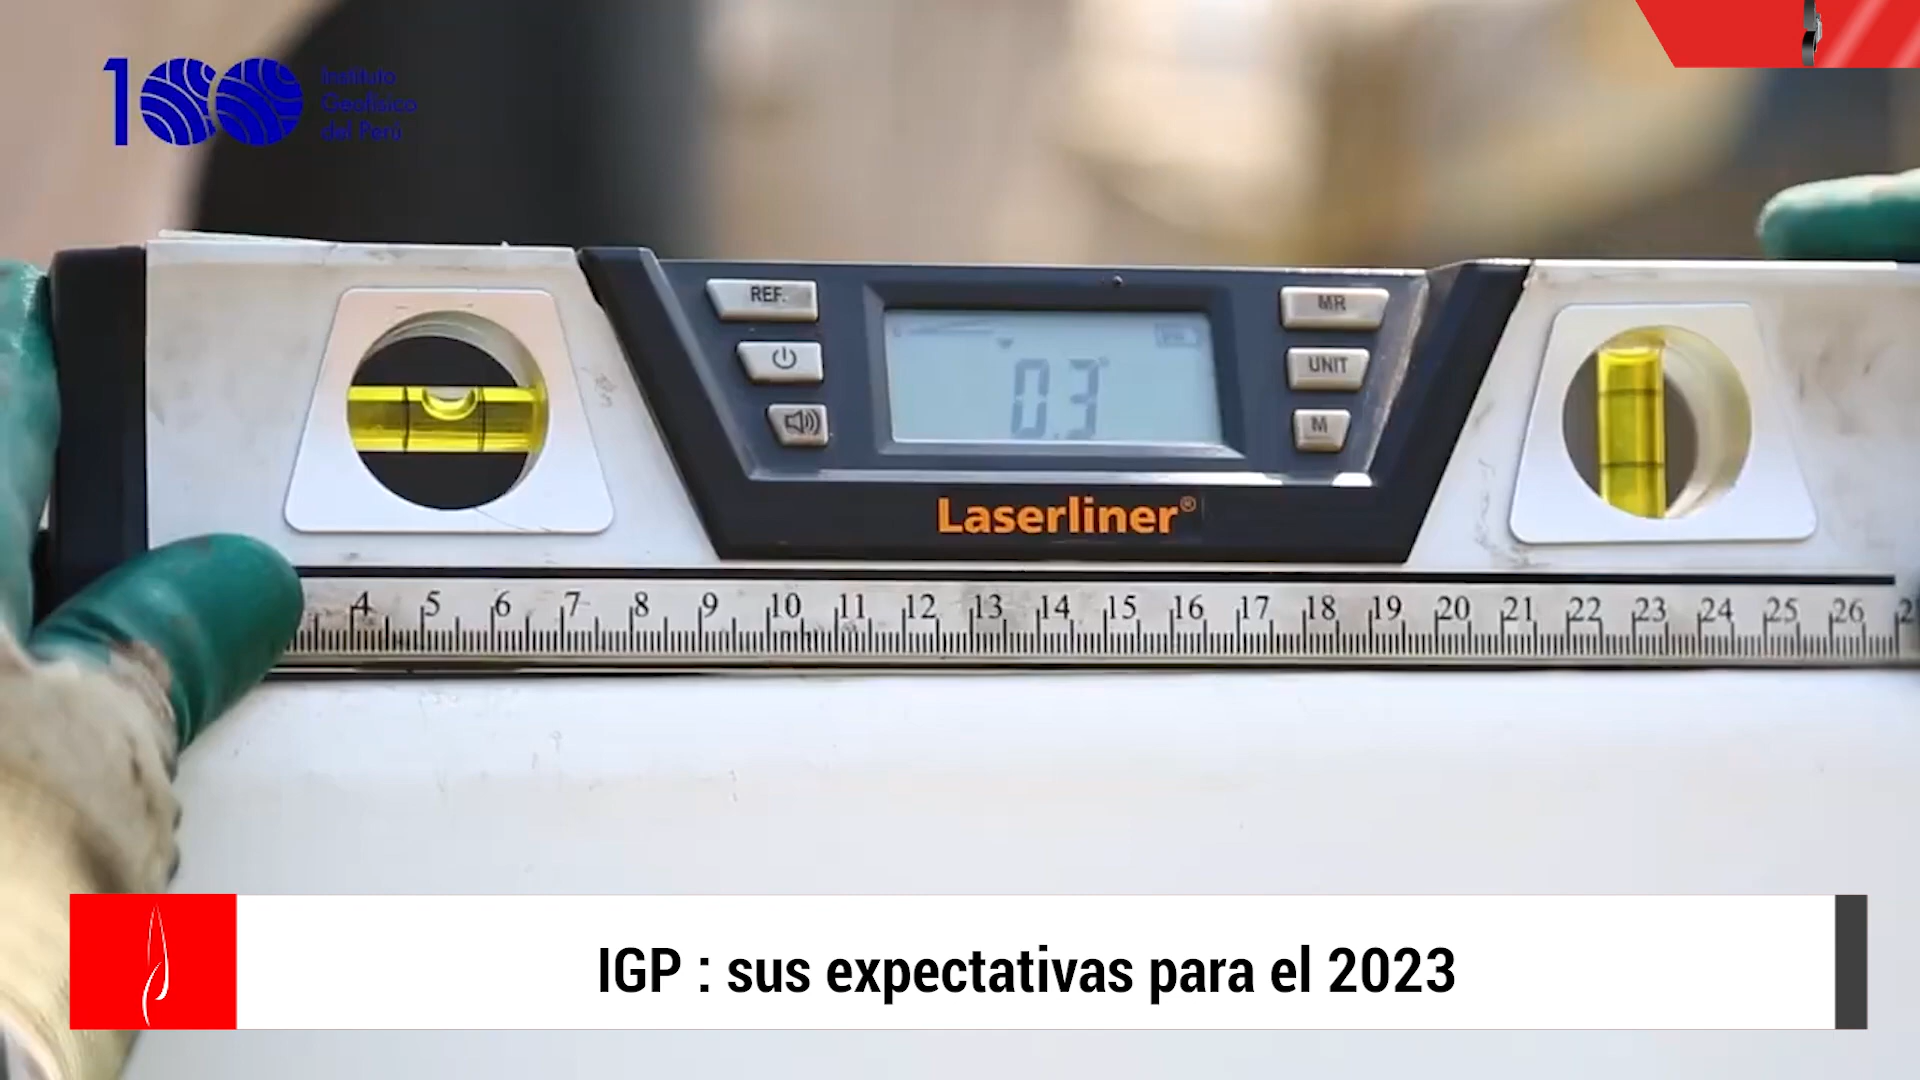 100
Instituto
Geofísico
del Perú
REF.
MR
UNIT
M
0.3°
Laserliner®
4 5 6 7 8 9 10 11 12 13 14 15 16 17 18 19 20 21 22 23 24 25 26
IGP : sus expectativas para el 2023